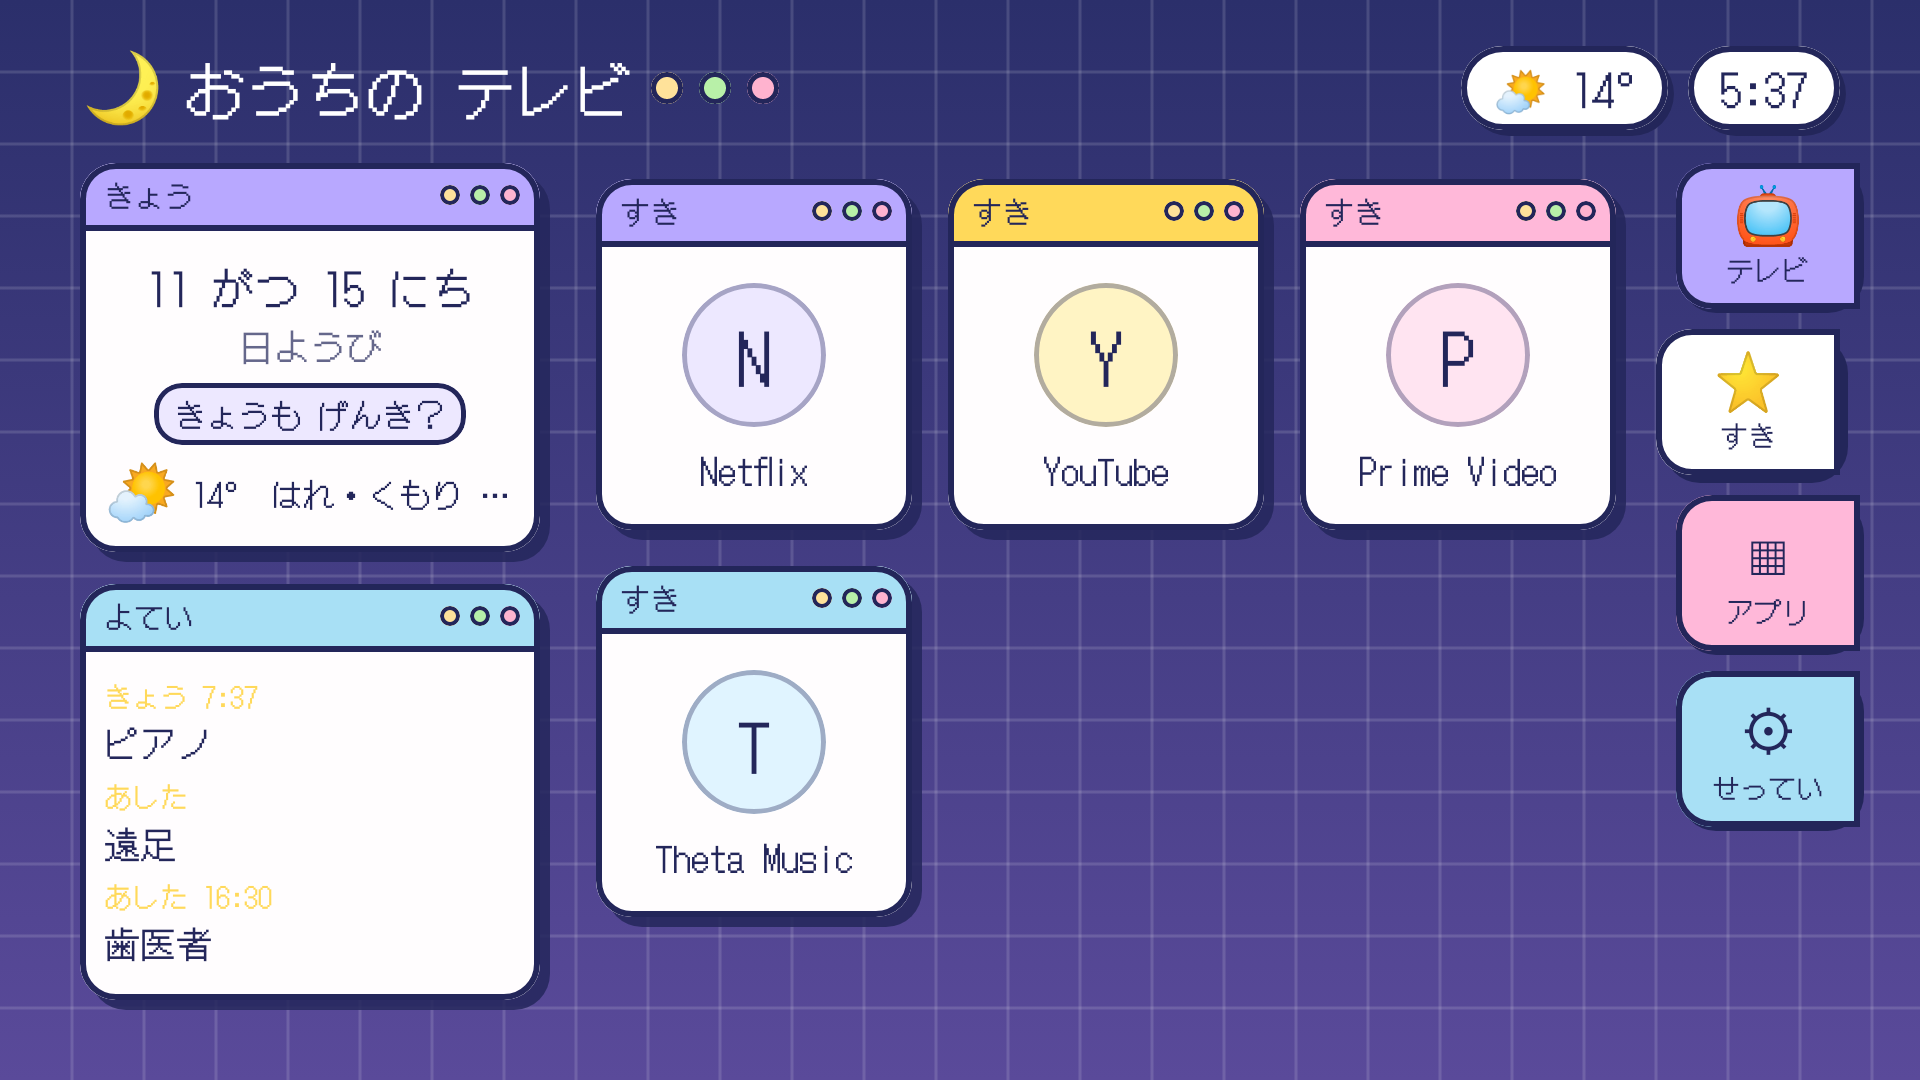 おうちの テレビ
14°
5:37
きょう
11 がつ 15 にち
日ようび
きょうも げんき？
14° はれ・くもり …
よてい
きょう 7:37
ピアノ
あした
遠足
あした 16:30
歯医者
すき
N
Netflix
すき
Y
YouTube
すき
P
Prime Video
すき
T
Theta Music
テレビ
すき
アプリ
せってい